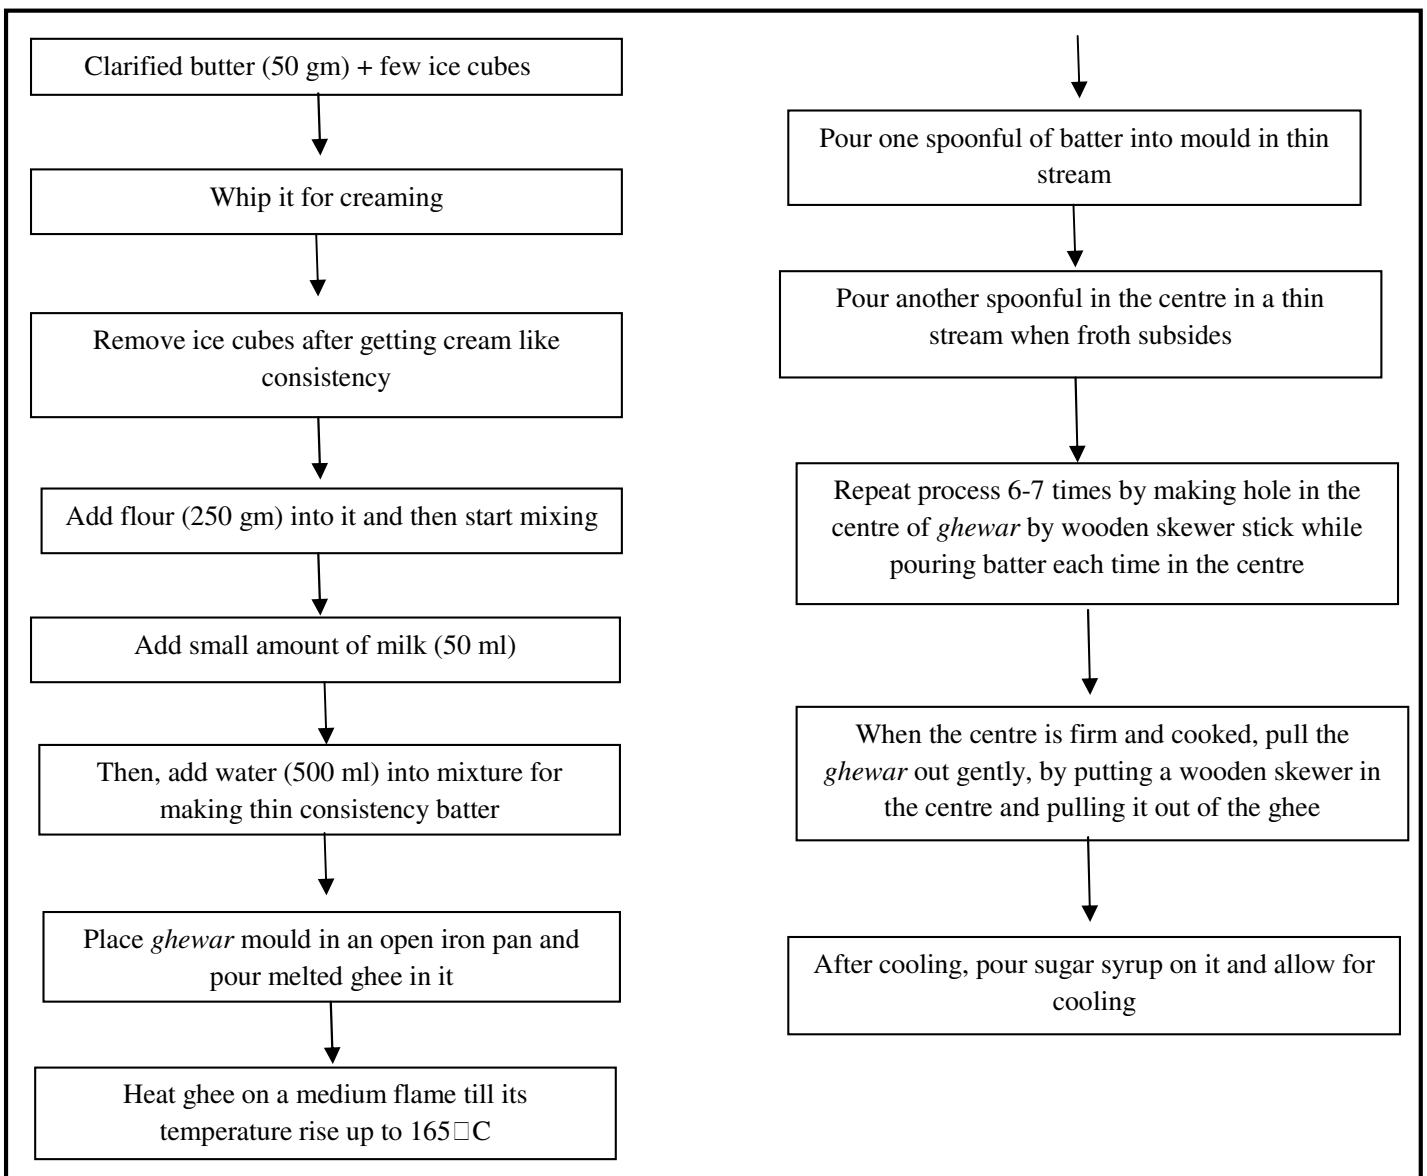 Clarified butter (50 gm) + few ice cubes
Whip it for creaming
Remove ice cubes after getting cream like
consistency
Add flour (250 gm) into it and then start mixing
Add small amount of milk (50 ml)
Then, add water (500 ml) into mixture for
making thin consistency batter
Place ghewar mould in an open iron pan and
pour melted ghee in it
Heat ghee on a medium flame till its
temperature rise up to 165□C
Pour one spoonful of batter into mould in thin
stream
Pour another spoonful in the centre in a thin
stream when froth subsides
Repeat process 6-7 times by making hole in the
centre of ghewar by wooden skewer stick while
pouring batter each time in the centre
When the centre is firm and cooked, pull the
ghewar out gently, by putting a wooden skewer in
the centre and pulling it out of the ghee
After cooling, pour sugar syrup on it and allow for
cooling